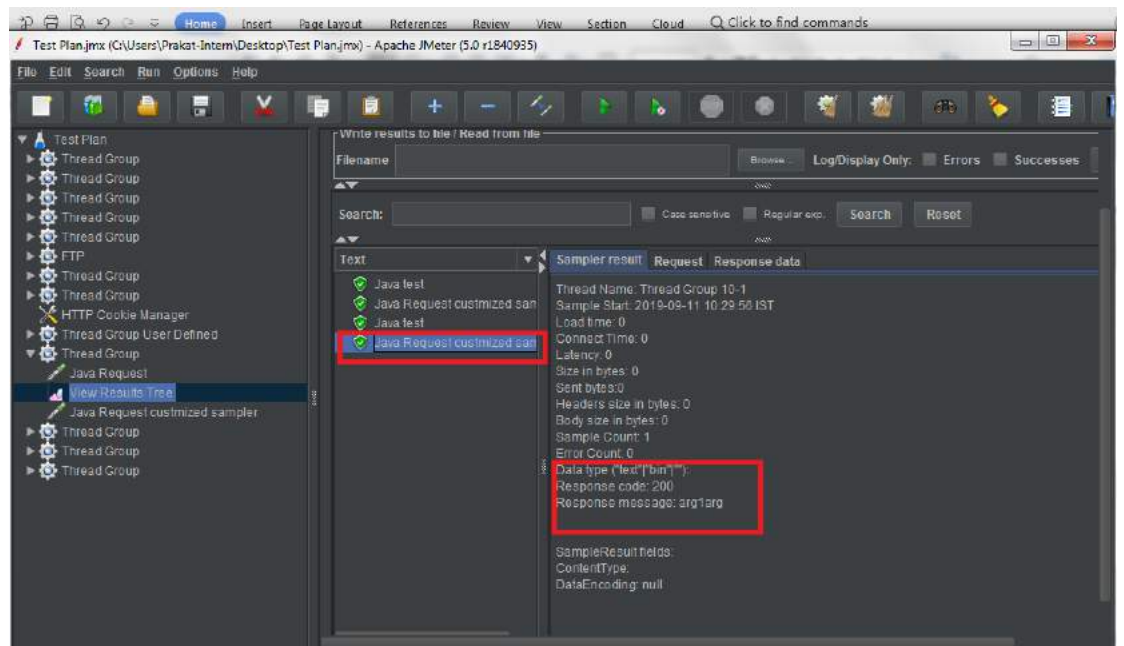 Home Insert Page Layout References Review View Section Cloud Click to find commands
Test Plan.jmx (C:\Users\Prakat-Intern\Desktop\Test Plan.jmx) - Apache JMeter (5.0 r1840935)
File Edit Search Run Options Help
Test Plan
Thread Group
Thread Group
Thread Group
Thread Group
Thread Group
FTP
Thread Group
Thread Group
HTTP Cookie Manager
Thread Group User Defined
Thread Group
Java Request
View Results Tree
Java Request custmized sampler
Thread Group
Thread Group
Thread Group
Write results to file / Read from file
Filename Browse... Log/Display Only: Errors Successes
Search: Case sensitive Regular exp. Search Reset
Text
Java test
Java Request custmized sam
Java test
Java Request custmized sam
Sampler result Request Response data
Thread Name: Thread Group 10-1
Sample Start: 2019-09-11 10:29:56 IST
Load time: 0
Connect Time: 0
Latency: 0
Size in bytes: 0
Sent bytes:0
Headers size in bytes: 0
Body size in bytes: 0
Sample Count: 1
Error Count: 0
Data type ("text"|"bin"|""):
Response code: 200
Response message: arg1arg
SampleResult fields:
ContentType:
DataEncoding: null